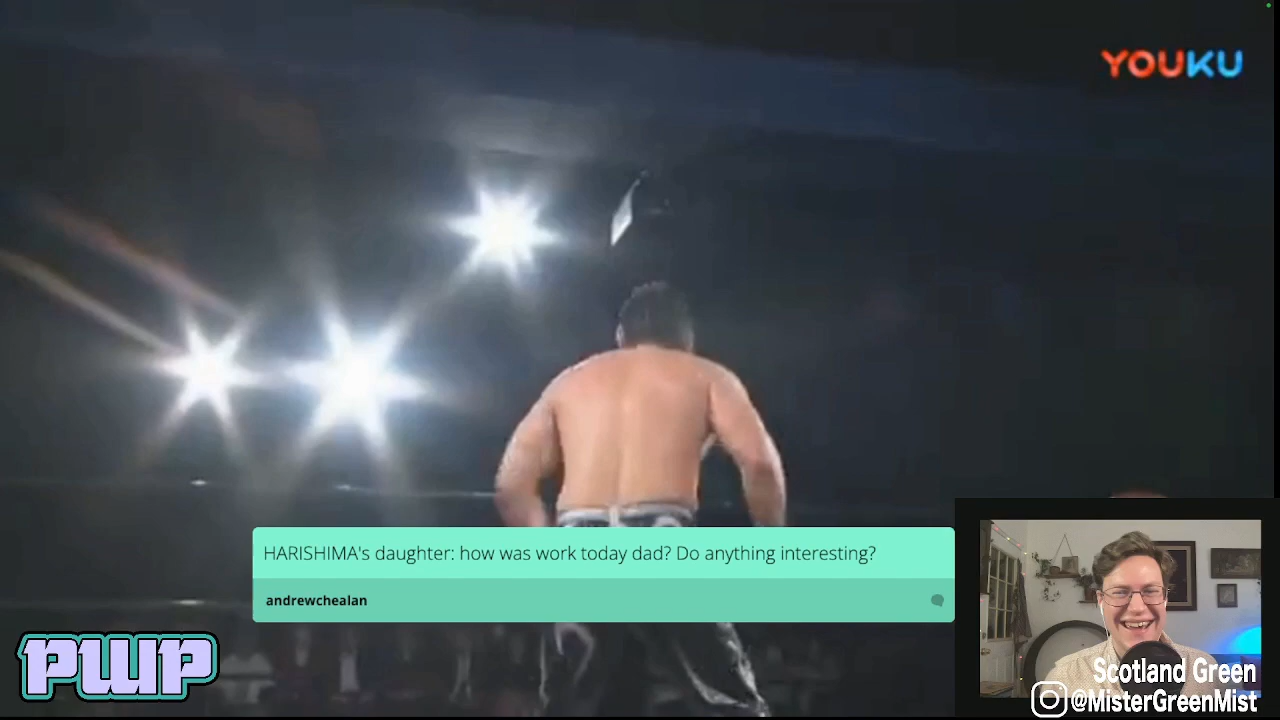 YOUKU
HARISHIMA's daughter: how was work today dad? Do anything interesting?
andrewchealan
PWP
Scotland Green
@MisterGreenMist